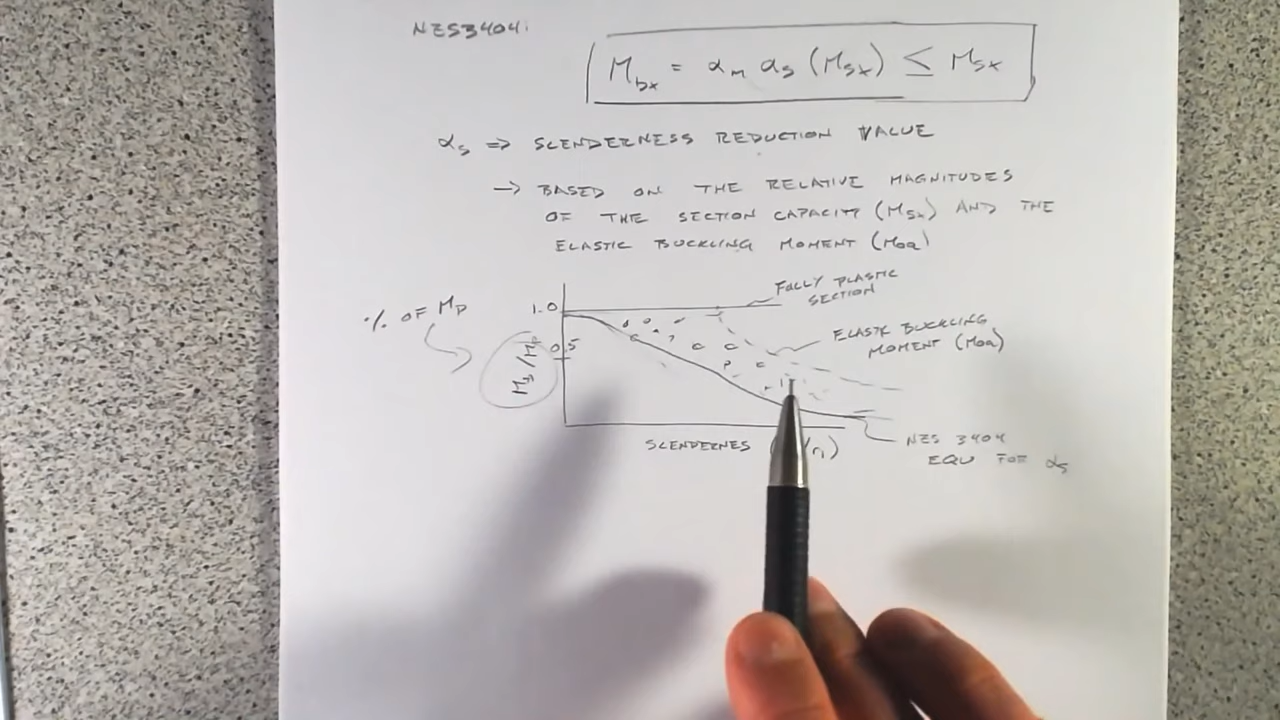 NZS3404:
Mbx = αm αs (Msx) ≤ Msx
αs => SLENDERNESS REDUCTION VALUE
→ BASED ON THE RELATIVE MAGNITUDES
OF THE SECTION CAPACITY (Msx) AND THE
ELASTIC BUCKLING MOMENT (Moa)
% OF Mp
1.0
0.5
FULLY PLASTIC
SECTION
ELASTIC BUCKLING
MOMENT (Moa)
SLENDERNES
NZS 3404
EQU FOR αs